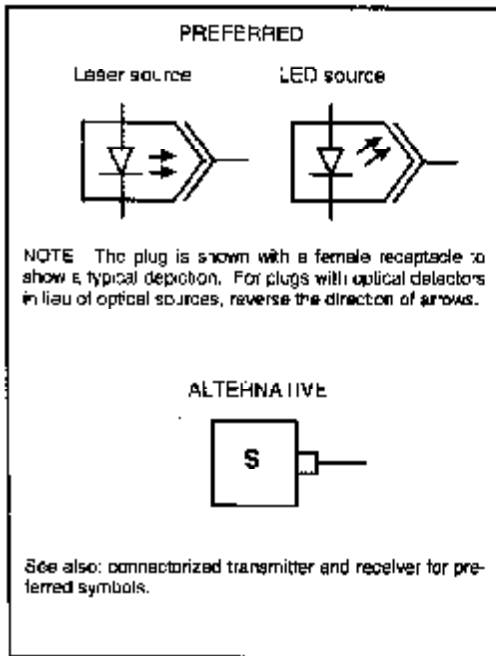 PREFERRED
Laser source LED source
NOTE The plug is shown with a female receptacle to
show a typical depiction. For plugs with optical detectors
in lieu of optical sources, reverse the direction of arrows.
ALTERNATIVE
S
See also: connectorized transmitter and receiver for pre-
ferred symbols.